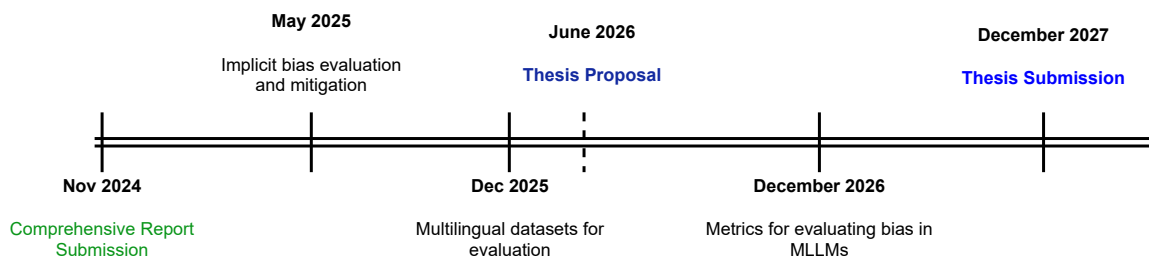 May 2025
Implicit bias evaluation
and mitigation
June 2026
Thesis Proposal
December 2027
Thesis Submission
Nov 2024
Comprehensive Report
Submission
Dec 2025
Multilingual datasets for
evaluation
December 2026
Metrics for evaluating bias in
MLLMs